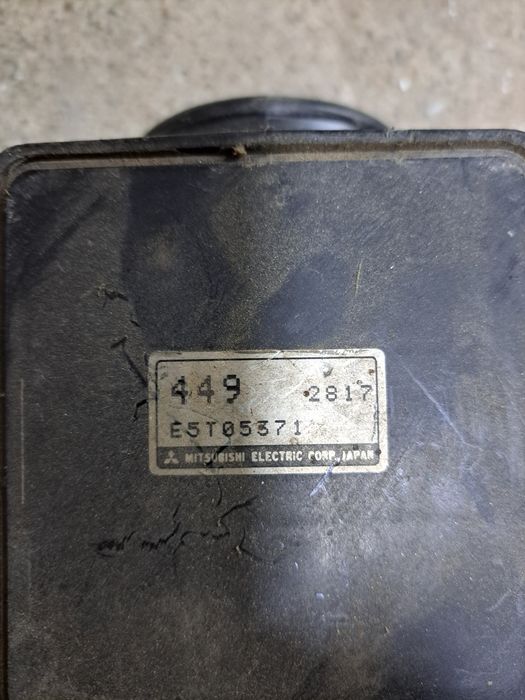 449 2817
E5T05371
MITSUBISHI ELECTRIC CORP., JAPAN